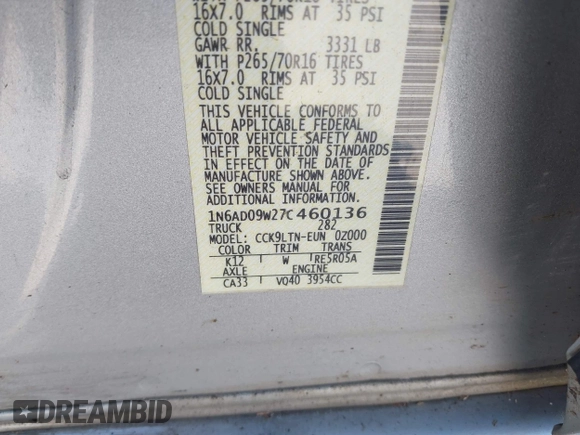 16X7.0 RIMS AT 35 PSI
COLD SINGLE
GAWR RR. 3331 LB
WITH P265/70R16 TIRES
16X7.0 RIMS AT 35 PSI
COLD SINGLE
THIS VEHICLE CONFORMS TO
ALL APPLICABLE FEDERAL
MOTOR VEHICLE SAFETY AND
THEFT PREVENTION STANDARDS
IN EFFECT ON THE DATE OF
MANUFACTURE SHOWN ABOVE.
SEE OWNERS MANUAL FOR
ADDITIONAL INFORMATION
1N6AD09W27C460136
TRUCK 282
MODEL: CCK9LTN-EUN 0Z000
COLOR TRIM TRANS
K12 W RE5R05A
AXLE ENGINE
CA33 VQ40 3954CC
DREAMBID